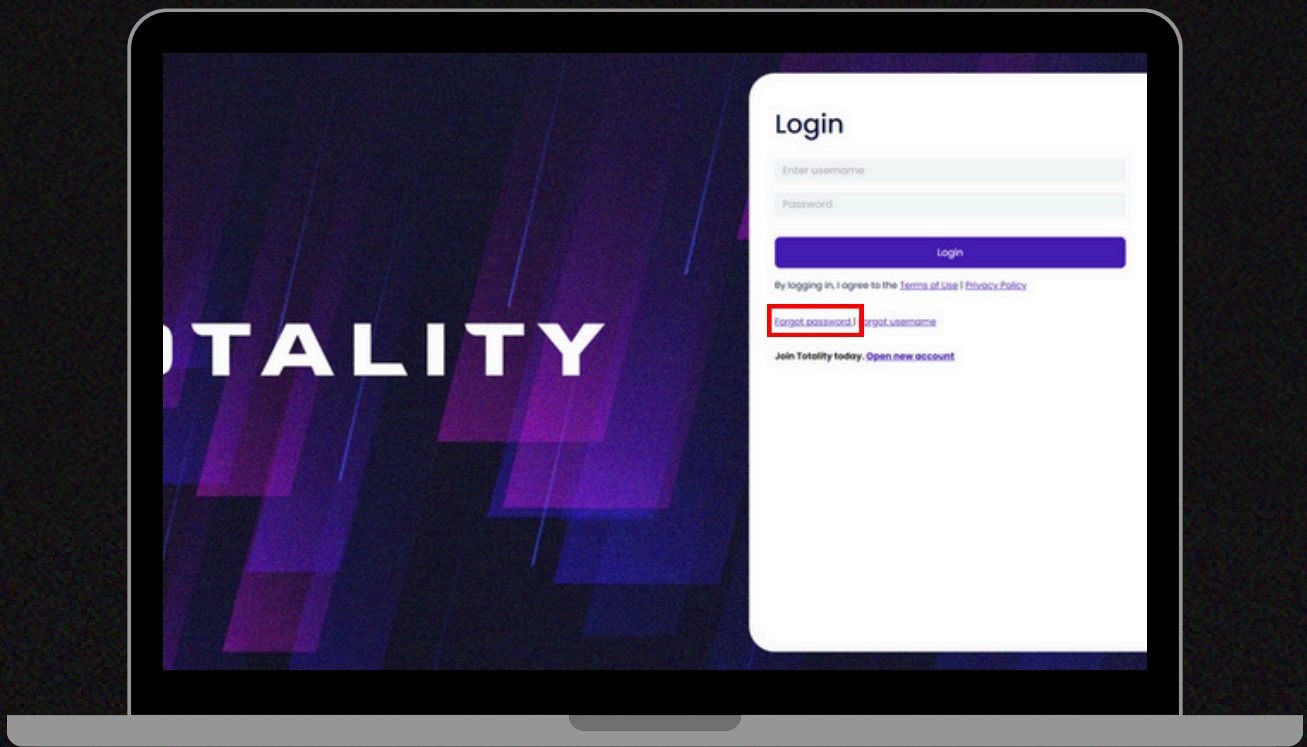 Login
Enter username
Password
Login
By logging in, I agree to the Terms of Use | Privacy Policy
Forgot password | Forgot username
OTALITY
Join Totality today. Open new account